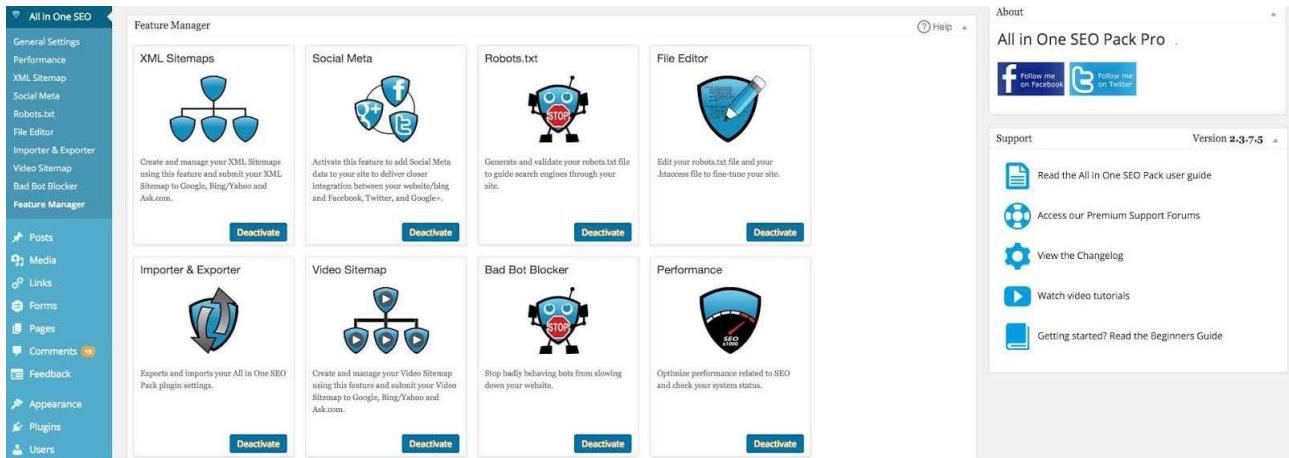 All in One SEO
General Settings
Performance
XML Sitemap
Social Meta
Robots.txt
File Editor
Importer & Exporter
Video Sitemap
Bad Bot Blocker
Feature Manager
Posts
Media
Links
Forms
Pages
Comments 19
Feedback
Appearance
Plugins
Users
Feature Manager
Help
XML Sitemaps
Create and manage your XML Sitemaps
using this feature and submit your XML
Sitemap to Google, Bing/Yahoo and
Ask.com.
Deactivate
Social Meta
Activate this feature to add Social Meta
data to your site to deliver closer
integration between your website/blog
and Facebook, Twitter, and Google+.
Deactivate
Robots.txt
STOP
Generate and validate your robots.txt file
to guide search engines through your
site.
Deactivate
File Editor
Edit your robots.txt file and your
.htaccess file to fine-tune your site.
Deactivate
Importer & Exporter
Exports and imports your All in One SEO
Pack plugin settings.
Deactivate
Video Sitemap
Create and manage your Video Sitemap
using this feature and submit your Video
Sitemap to Google, Bing/Yahoo and
Ask.com.
Deactivate
Bad Bot Blocker
STOP
Stop badly behaving bots from slowing
down your website.
Deactivate
Performance
SEO
x1000
Optimize performance related to SEO
and check your system status.
Deactivate
About
All in One SEO Pack Pro
Follow me
on Facebook
Follow me
on Twitter
Support
Version 2.3.7.5
Read the All in One SEO Pack user guide
Access our Premium Support Forums
View the Changelog
Watch video tutorials
Getting started? Read the Beginners Guide